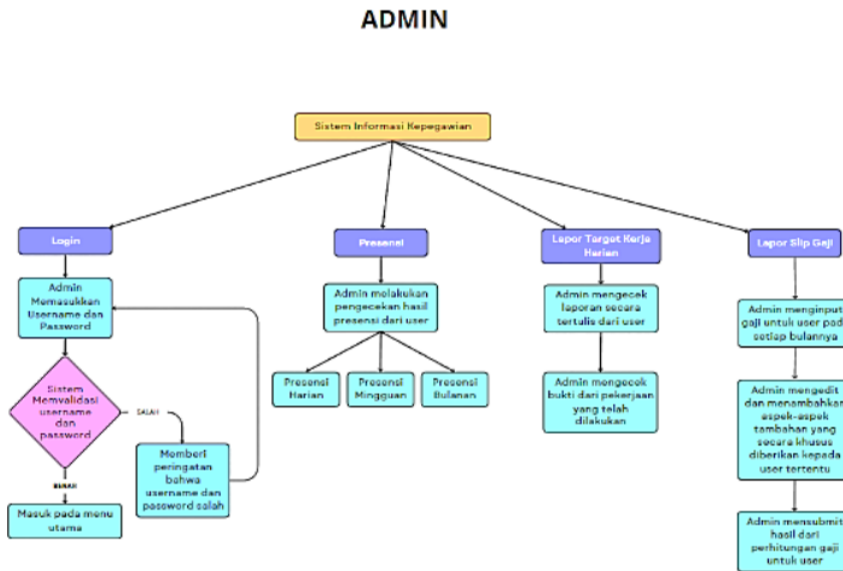 ADMIN
Sistem Informasi Kepegawian
Login
Presensi
Lapor Target Kerja
Harian
Lapor Slip Gaji
Admin
Memasukkan
Username dan
Password
Admin melakukan
pengecekan hasil
presensi dari user
Admin mengecek
laporan secara
tertulis dari user
Admin menginput
gaji untuk user pada
setiap bulannya
Sistem
Memvalidasi
username
dan
password
SALAH
Presensi
Harian
Presensi
Mingguan
Presensi
Bulanan
Admin mengecek
bukti dari pekerjaan
yang telah
dilakukan
Admin mengedit
dan menambahkan
aspek-aspek
tambahan yang
secara khusus
diberikan kepada
user tertentu
Memberi
peringatan
bahwa
username dan
password salah
BENAR
Masuk pada menu
utama
Admin mensubmit
hasil dari
perhitungan gaji
untuk user